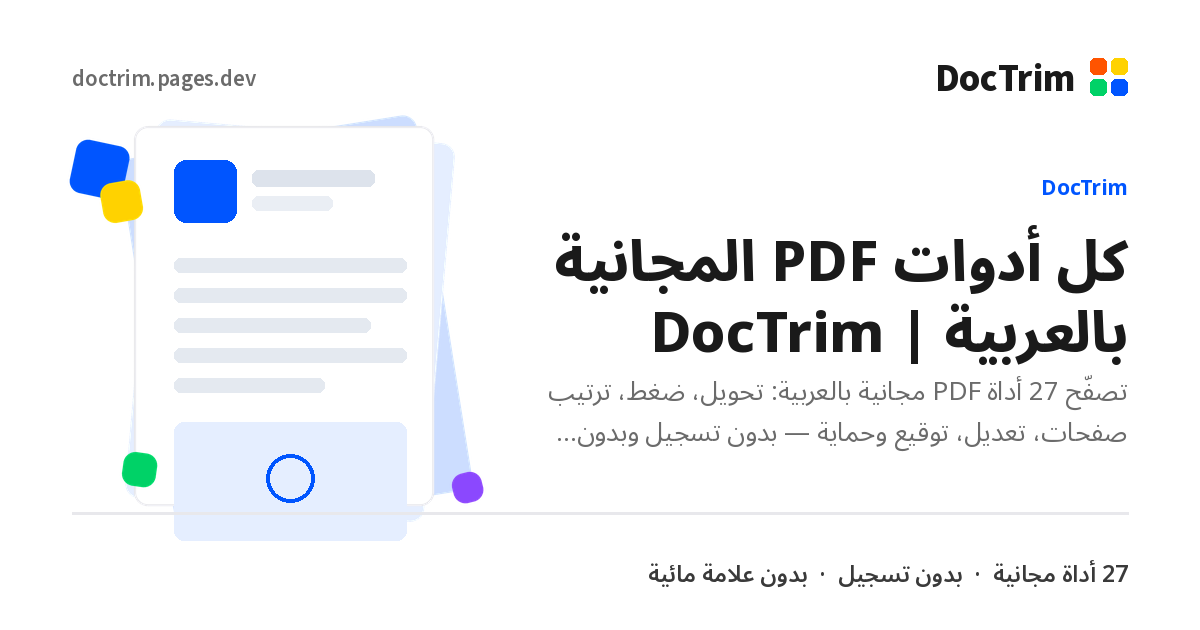 DocTrim
doctrim.pages.dev
DocTrim
كل أدوات PDF المجانية
بالعربية | DocTrim
تصفّح 27 أداة PDF مجانية بالعربية: تحويل، ضغط، ترتيب
صفحات، تعديل، توقيع وحماية — بدون تسجيل وبدون...
27 أداة مجانية · بدون تسجيل · بدون علامة مائية